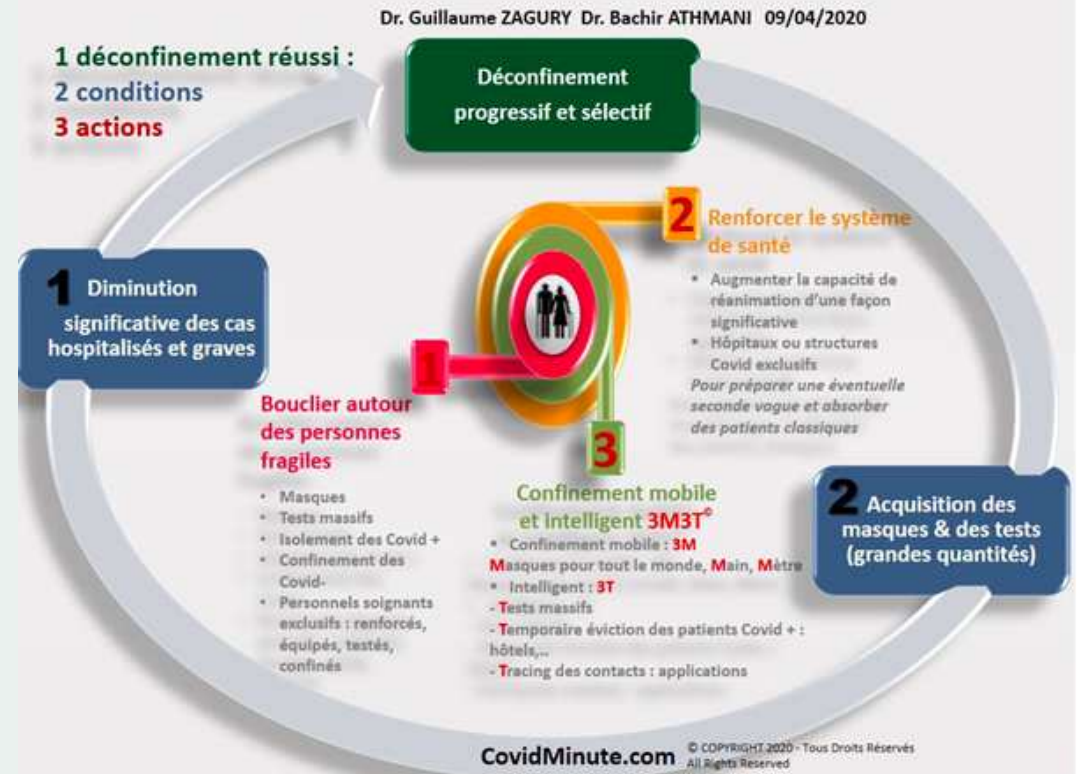 Dr. Guillaume ZAGURY Dr. Bachir ATHMANI 09/04/2020
1 déconfinement réussi :
2 conditions
3 actions
Déconfinement
progressif et sélectif
1 Diminution
significative des cas
hospitalisés et graves
2 Renforcer le système
de santé
• Augmenter la capacité de
réanimation d'une façon
significative
• Hôpitaux ou structures
Covid exclusifs
Pour préparer une éventuelle
seconde vague et absorber
des patients classiques
1
Bouclier autour
des personnes
fragiles
• Masques
• Tests massifs
• Isolement des Covid +
• Confinement des
Covid-
• Personnels soignants
exclusifs : renforcés,
équipés, testés,
confinés
3
Confinement mobile
et intelligent 3M3T©
• Confinement mobile : 3M
Masques pour tout le monde, Main, Mètre
• Intelligent : 3T
- Tests massifs
- Temporaire éviction des patients Covid + :
hôtels,..
- Tracing des contacts : applications
2 Acquisition des
masques & des tests
(grandes quantités)
CovidMinute.com
© COPYRIGHT 2020 - Tous Droits Réservés
All Rights Reserved